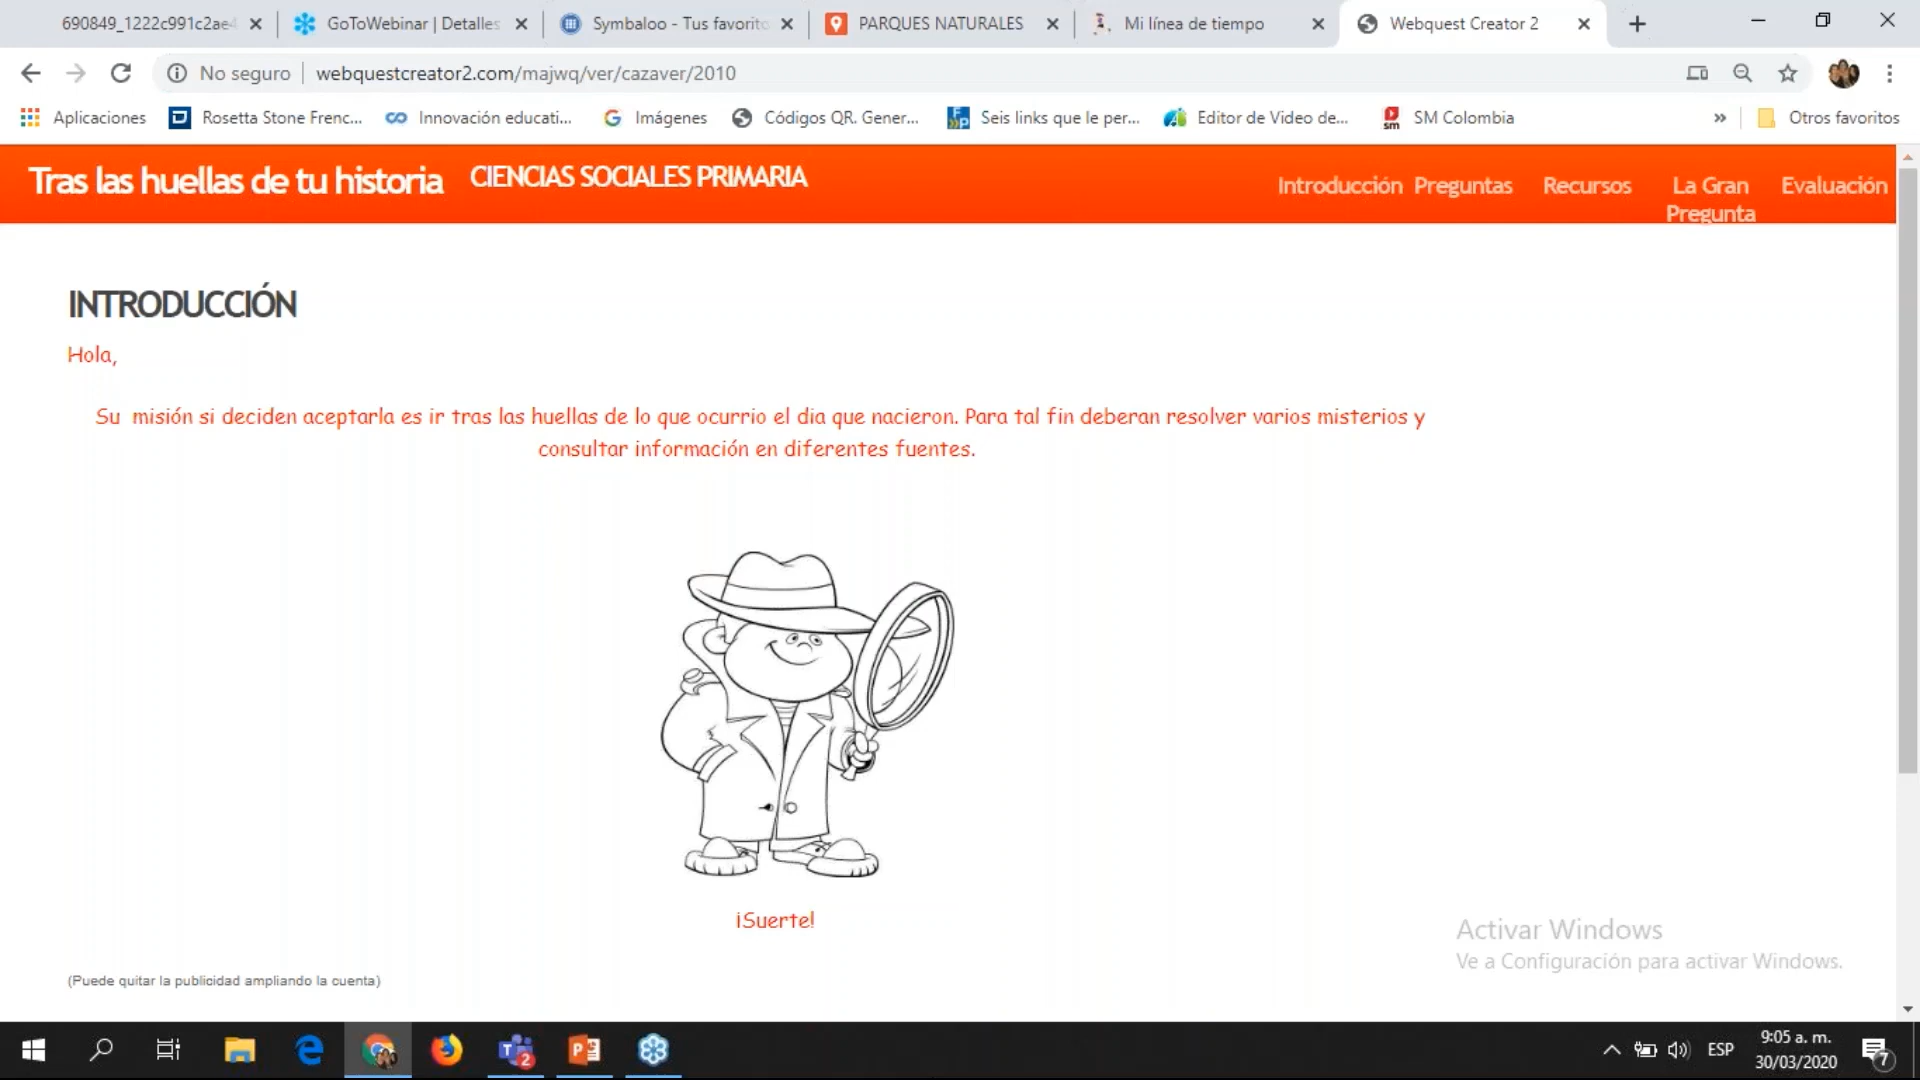 690849_1222c991c2ae4
GoToWebinar | Detalles
Symbaloo - Tus favorito
PARQUES NATURALES
Mi línea de tiempo
Webquest Creator 2
No seguro
webquestcreator2.com/majwq/ver/cazaver/2010
Aplicaciones
Rosetta Stone Frenc...
Innovación educati...
Imágenes
Códigos QR. Gener...
Seis links que le per...
Editor de Video de...
SM Colombia
»
Otros favoritos
Tras las huellas de tu historia
CIENCIAS SOCIALES PRIMARIA
Introducción
Preguntas
Recursos
La Gran
Pregunta
Evaluación
INTRODUCCIÓN
Hola,
Su misión si deciden aceptarla es ir tras las huellas de lo que ocurrio el dia que nacieron. Para tal fin deberan resolver varios misterios y
consultar información en diferentes fuentes.
¡Suerte!
Activar Windows
Ve a Configuración para activar Windows.
(Puede quitar la publicidad ampliando la cuenta)
ESP
9:05 a. m.
30/03/2020
7
2